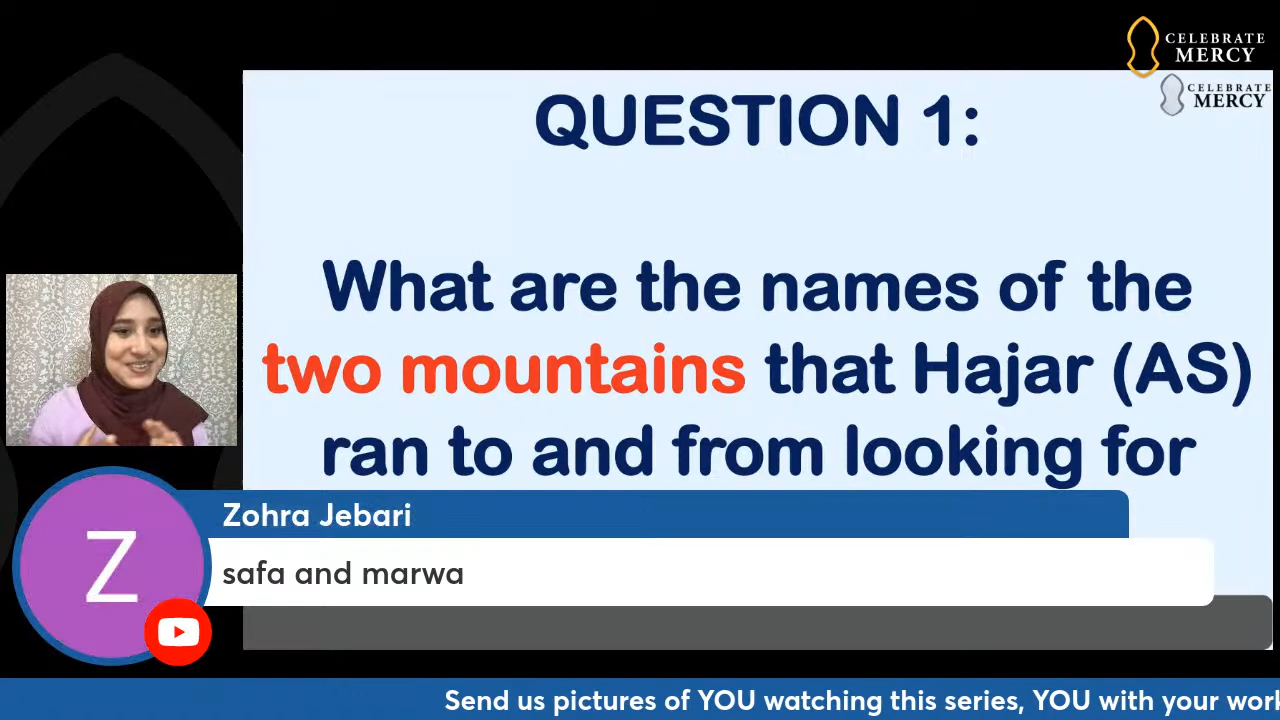 CELEBRATE
MERCY
CELEBRATE
MERCY
QUESTION 1:
What are the names of the
two mountains that Hajar (AS)
ran to and from looking for
Z
Zohra Jebari
safa and marwa
Send us pictures of YOU watching this series, YOU with your worl